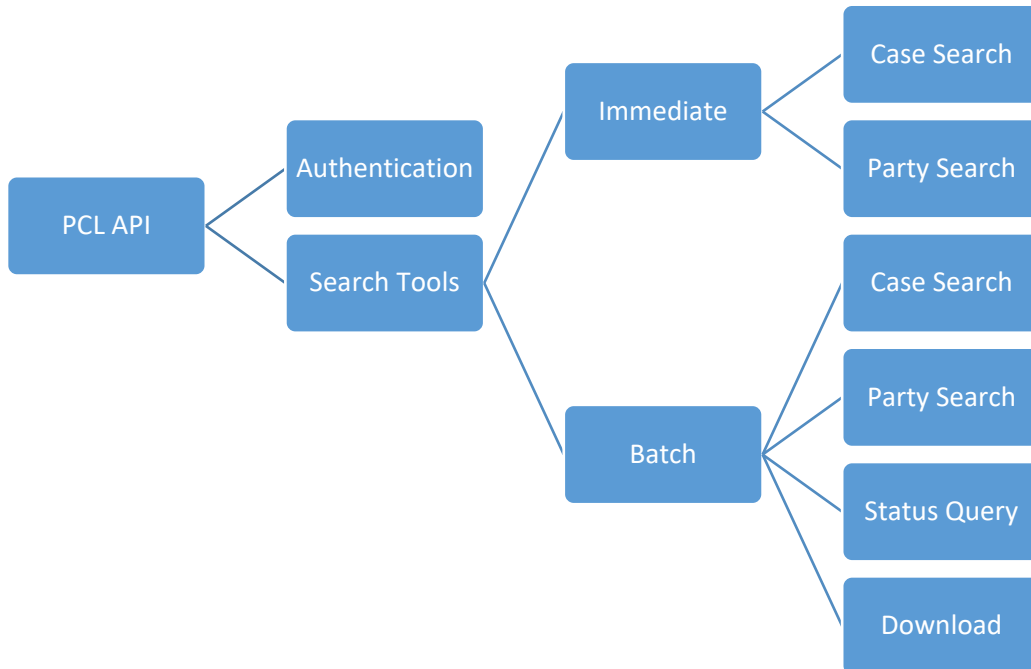 PCL API
Authentication
Search Tools
Immediate
Case Search
Party Search
Batch
Case Search
Party Search
Status Query
Download